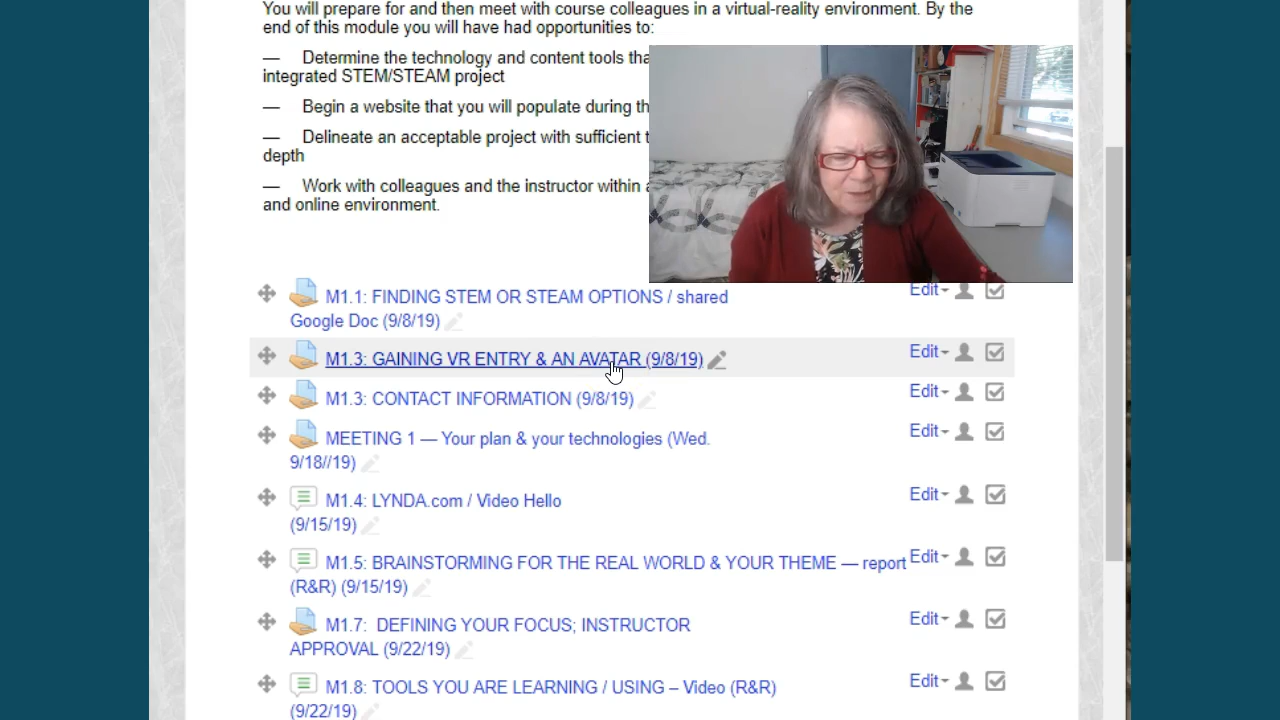 You will prepare for and then meet with course colleagues in a virtual-reality environment. By the
end of this module you will have had opportunities to:
— Determine the technology and content tools tha
integrated STEM/STEAM project
— Begin a website that you will populate during th
— Delineate an acceptable project with sufficient t
depth
— Work with colleagues and the instructor within a
and online environment.
M1.1: FINDING STEM OR STEAM OPTIONS / shared Edit
Google Doc (9/8/19)
M1.3: GAINING VR ENTRY & AN AVATAR (9/8/19) Edit
M1.3: CONTACT INFORMATION (9/8/19) Edit
MEETING 1 — Your plan & your technologies (Wed. Edit
9/18//19)
M1.4: LYNDA.com / Video Hello Edit
(9/15/19)
M1.5: BRAINSTORMING FOR THE REAL WORLD & YOUR THEME — report Edit
(R&R) (9/15/19)
M1.7: DEFINING YOUR FOCUS; INSTRUCTOR Edit
APPROVAL (9/22/19)
M1.8: TOOLS YOU ARE LEARNING / USING – Video (R&R) Edit
(9/22/19)